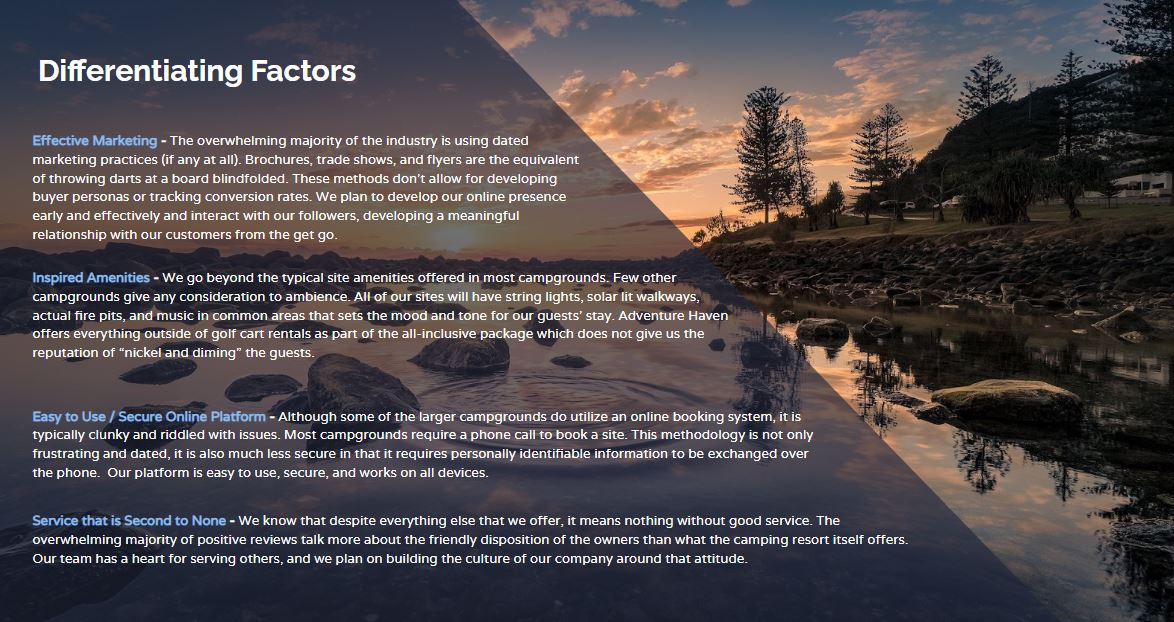 Differentiating Factors
Effective Marketing - The overwhelming majority of the industry is using dated
marketing practices (if any at all). Brochures, trade shows, and flyers are the equivalent
of throwing darts at a board blindfolded. These methods don't allow for developing
buyer personas or tracking conversion rates. We plan to develop our online presence
early and effectively and interact with our followers, developing a meaningful
relationship with our customers from the get go.
Inspired Amenities - We go beyond the typical site amenities offered in most campgrounds. Few other
campgrounds give any consideration to ambience. All of our sites will have string lights, solar lit walkways,
actual fire pits, and music in common areas that sets the mood and tone for our guests' stay. Adventure Haven
offers everything outside of golf cart rentals as part of the all-inclusive package which does not give us the
reputation of “nickel and diming” the guests.
Easy to Use / Secure Online Platform - Although some of the larger campgrounds do utilize an online booking system, it is
typically clunky and riddled with issues. Most campgrounds require a phone call to book a site. This methodology is not only
frustrating and dated, it is also much less secure in that it requires personally identifiable information to be exchanged over
the phone.  Our platform is easy to use, secure, and works on all devices.
Service that is Second to None - We know that despite everything else that we offer, it means nothing without good service. The
overwhelming majority of positive reviews talk more about the friendly disposition of the owners than what the camping resort itself offers.
Our team has a heart for serving others, and we plan on building the culture of our company around that attitude.